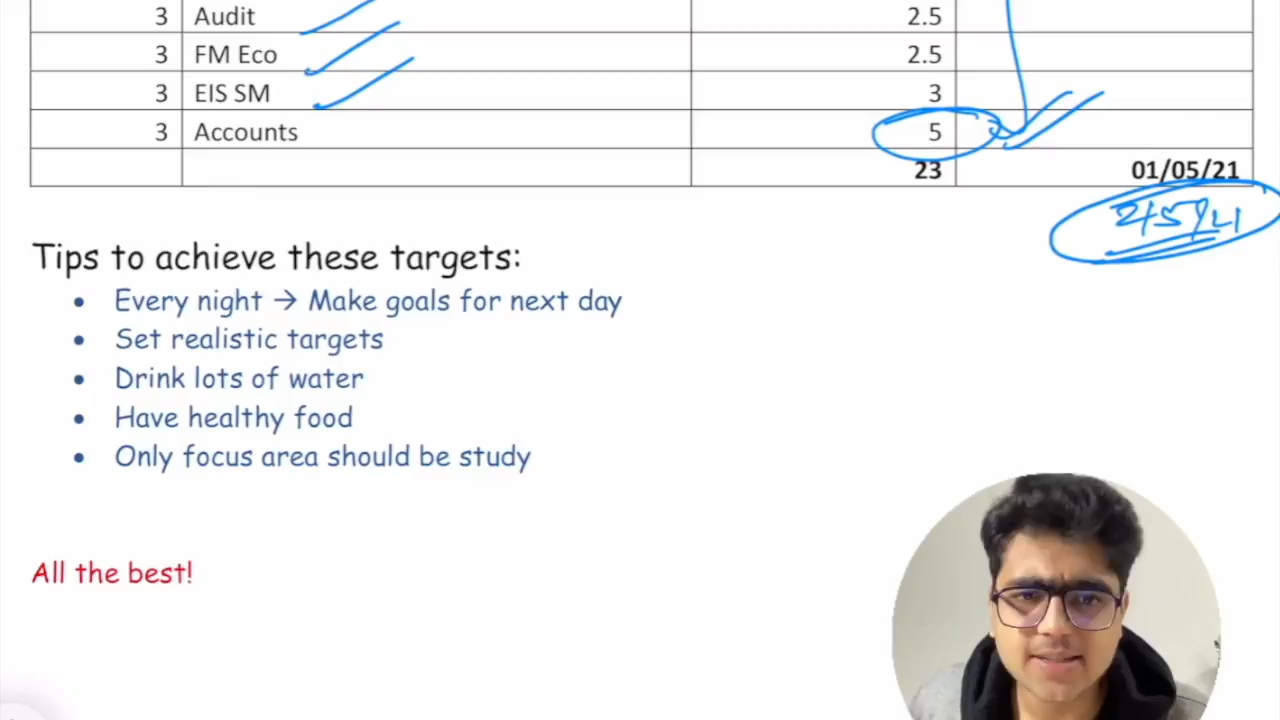 3 Audit 2.5
3 FM Eco 2.5
3 EIS SM 3
3 Accounts 5
23 01/05/21
Tips to achieve these targets:
• Every night → Make goals for next day
• Set realistic targets
• Drink lots of water
• Have healthy food
• Only focus area should be study
All the best!